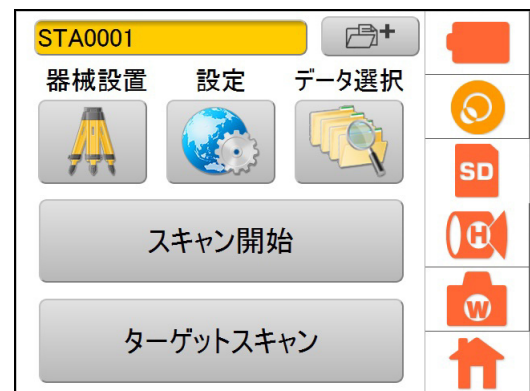 STA0001
器械設置 設定 データ選択
スキャン開始
ターゲットスキャン
SD
H
W